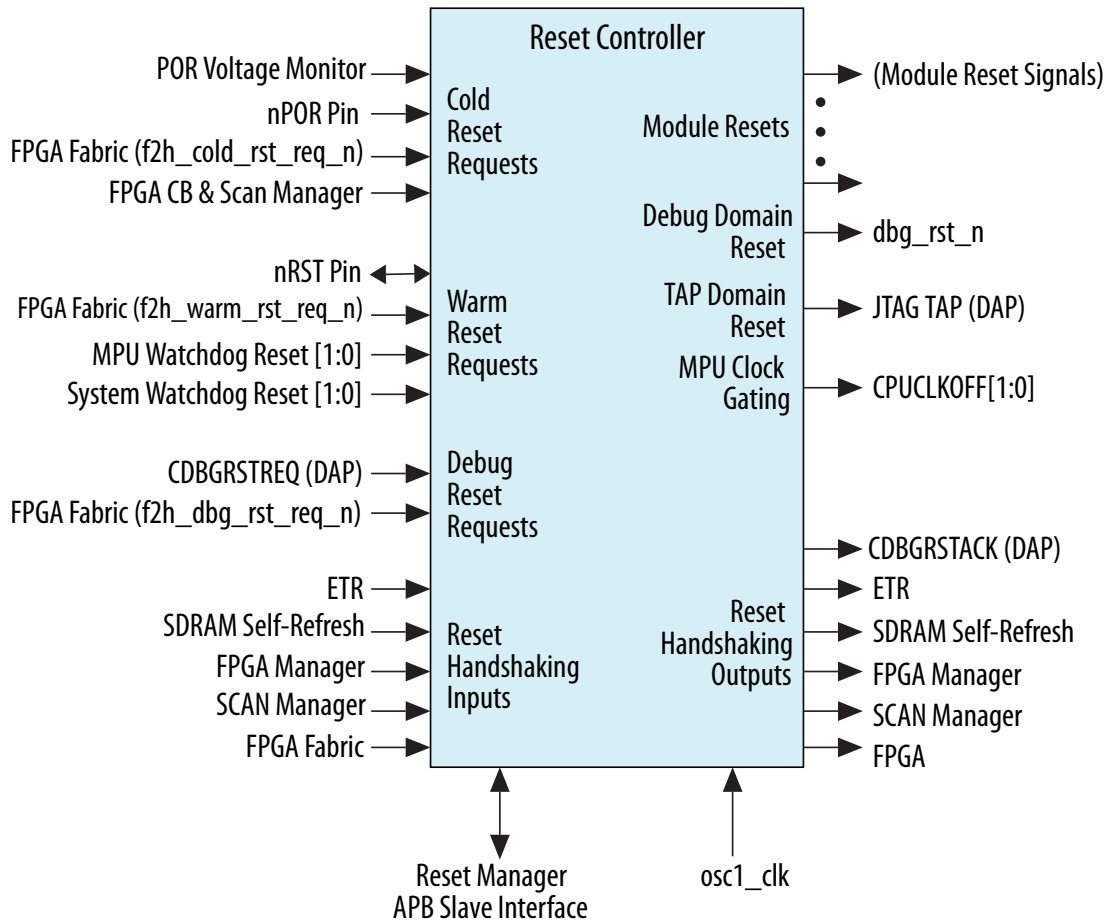 Reset Controller
POR Voltage Monitor
nPOR Pin
FPGA Fabric (f2h_cold_rst_req_n)
FPGA CB & Scan Manager
Cold
Reset
Requests
nRST Pin
FPGA Fabric (f2h_warm_rst_req_n)
MPU Watchdog Reset [1:0]
System Watchdog Reset [1:0]
Warm
Reset
Requests
CDBGRSTREQ (DAP)
FPGA Fabric (f2h_dbg_rst_req_n)
Debug
Reset
Requests
ETR
SDRAM Self-Refresh
FPGA Manager
SCAN Manager
FPGA Fabric
Reset
Handshaking
Inputs
Module Resets
(Module Reset Signals)
Debug Domain
Reset
dbg_rst_n
TAP Domain
Reset
JTAG TAP (DAP)
MPU Clock
Gating
CPUCLKOFF[1:0]
Reset
Handshaking
Outputs
CDBGRSTACK (DAP)
ETR
SDRAM Self-Refresh
FPGA Manager
SCAN Manager
FPGA
Reset Manager
APB Slave Interface
osc1_clk